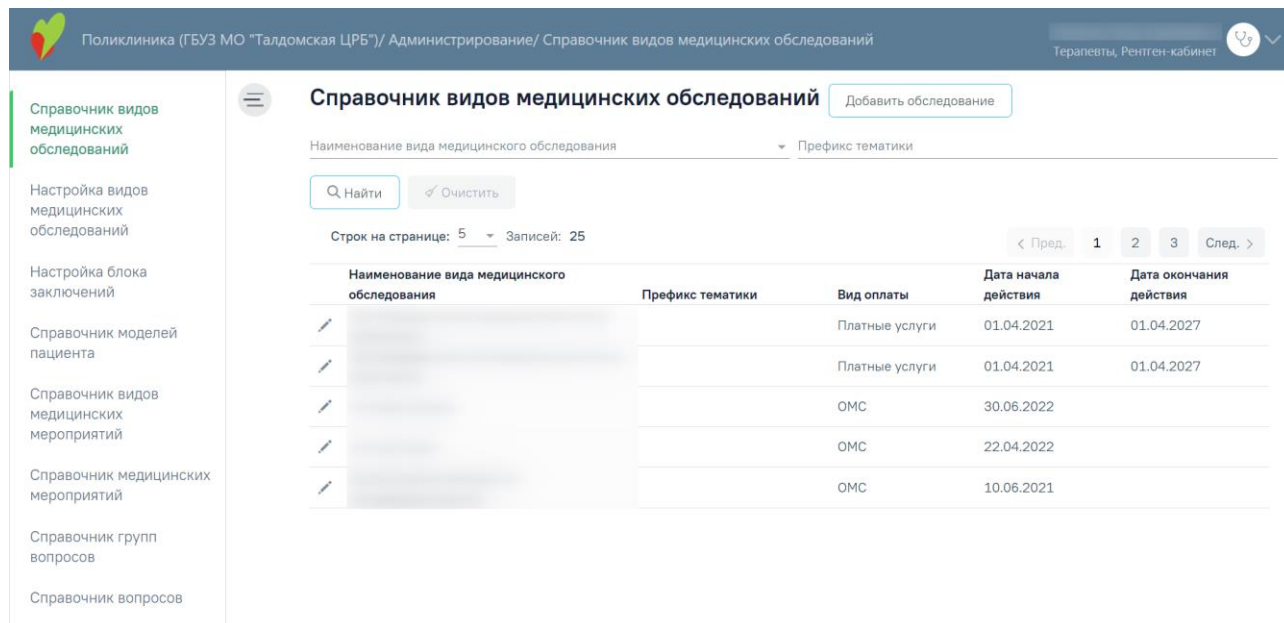 Поликлиника (ГБУЗ МО "Талдомская ЦРБ")/ Администрирование/ Справочник видов медицинских обследований
Терапевты, Рентген-кабинет
Справочник видов
медицинских
обследований
Настройка видов
медицинских
обследований
Настройка блока
заключений
Справочник моделей
пациента
Справочник видов
медицинских
мероприятий
Справочник медицинских
мероприятий
Справочник групп
вопросов
Справочник вопросов
Справочник видов медицинских обследований
Добавить обследование
Наименование вида медицинского обследования
Префикс тематики
Найти
Очистить
Строк на странице: 5 Записей: 25
< Пред. 1 2 3 След. >
Наименование вида медицинского
обследования
Префикс тематики
Вид оплаты
Дата начала
действия
Дата окончания
действия
Платные услуги 01.04.2021 01.04.2027
Платные услуги 01.04.2021 01.04.2027
ОМС 30.06.2022
ОМС 22.04.2022
ОМС 10.06.2021